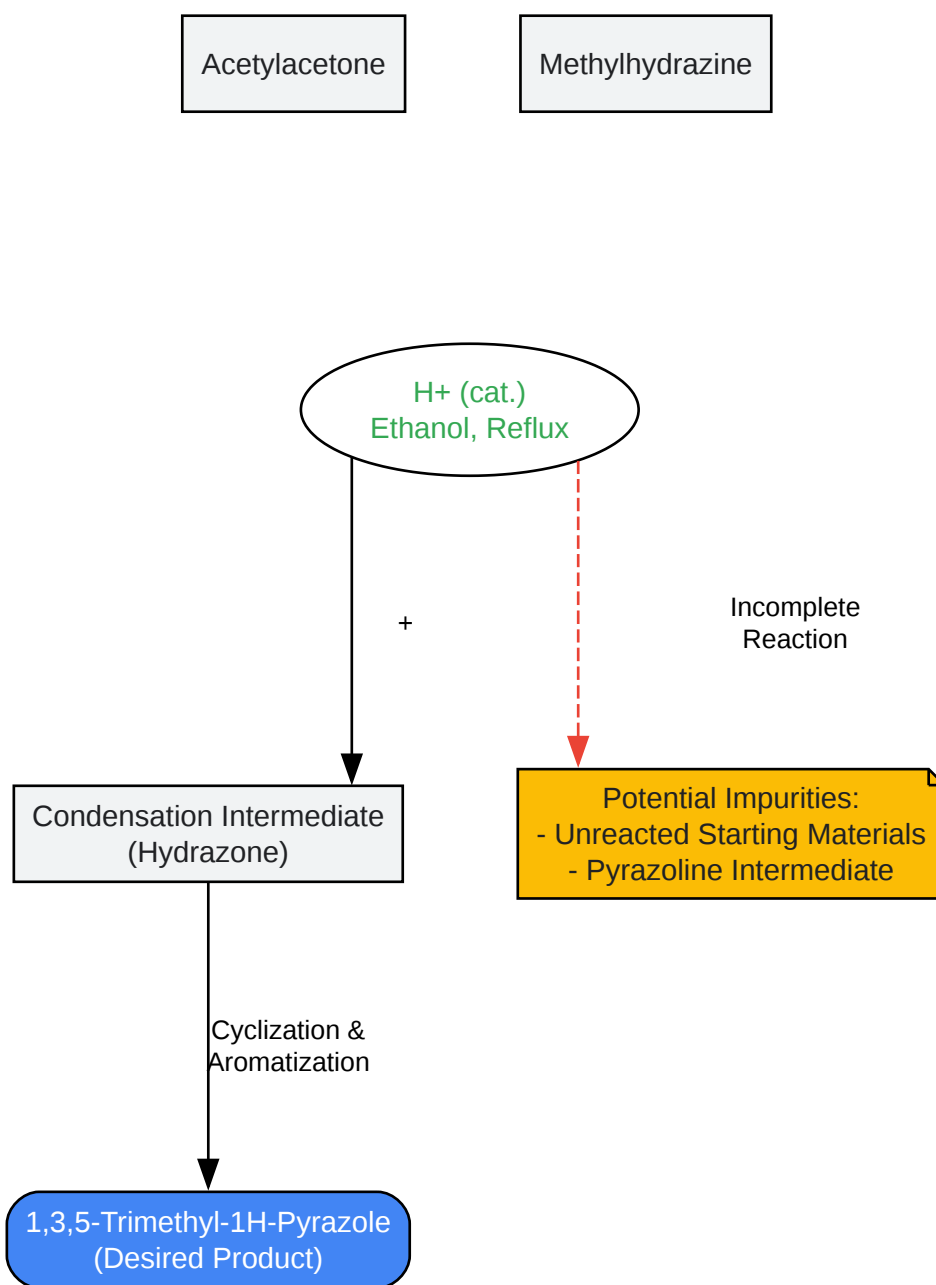 Acetylacetone
Methylhydrazine
H+ (cat.)
Ethanol, Reflux
+
Incomplete
Reaction
Condensation Intermediate
(Hydrazone)
Potential Impurities:
- Unreacted Starting Materials
- Pyrazoline Intermediate
Cyclization &
Aromatization
1,3,5-Trimethyl-1H-Pyrazole
(Desired Product)